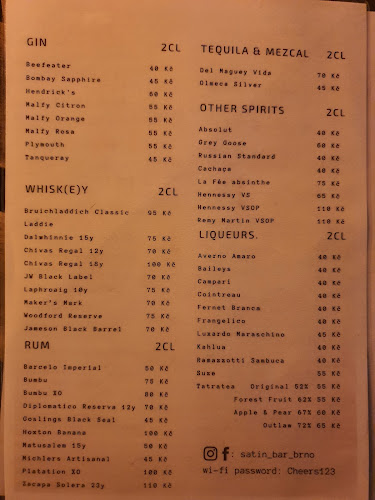 GIN 2CL
Beefeater 40 Kč
Bombay Sapphire 45 Kč
Hendrick's 60 Kč
Malfy Citron 55 Kč
Malfy Orange 55 Kč
Malfy Rosa 55 Kč
Plymouth 55 Kč
Tanqueray 45 Kč
WHISK(E)Y 2CL
Bruichladdich Classic 95 Kč
Laddie
Dalwhinnie 15y 75 Kč
Chivas Regal 12y 70 Kč
Chivas Regal 18y 100 Kč
JW Black Label 70 Kč
Laphroaig 10y 75 Kč
Maker's Mark 70 Kč
Woodford Reserve 75 Kč
Jameson Black Barrel 70 Kč
RUM 2CL
Barcelo Imperial 50 Kč
Bumbu 75 Kč
Bumbu XO 80 Kč
Diplomatico Reserva 12y 70 Kč
Goslings Black Seal 45 Kč
Hoxton Banana 100 Kč
Matusalem 15y 50 Kč
Michlers Artisanal 45 Kč
Platation XO 100 Kč
Zacapa Solera 23y 110 Kč
TEQUILA & MEZCAL 2CL
Del Maguey Vida 70 Kč
Olmeca Silver 45 Kč
OTHER SPIRITS 2CL
Absolut 40 Kč
Grey Goose 60 Kč
Russian Standard 40 Kč
Cachaça 40 Kč
La Fée absinthe 75 Kč
Hennessy VS 65 Kč
Hennessy VSOP 110 Kč
Remy Martin VSOP 110 Kč
LIQUEURS. 2CL
Averno Amaro 40 Kč
Baileys 40 Kč
Campari 40 Kč
Cointreau 40 Kč
Fernet Branca 40 Kč
Frangelico 40 Kč
Luxardo Maraschino 45 Kč
Kahlua 40 Kč
Ramazzotti Sambuca 40 Kč
Suze 55 Kč
Tatratea Original 52% 55 Kč
Forest Fruit 62% 55 Kč
Apple & Pear 67% 60 Kč
Outlaw 72% 65 Kč
: satin_bar_brno
wi-fi password: Cheers123